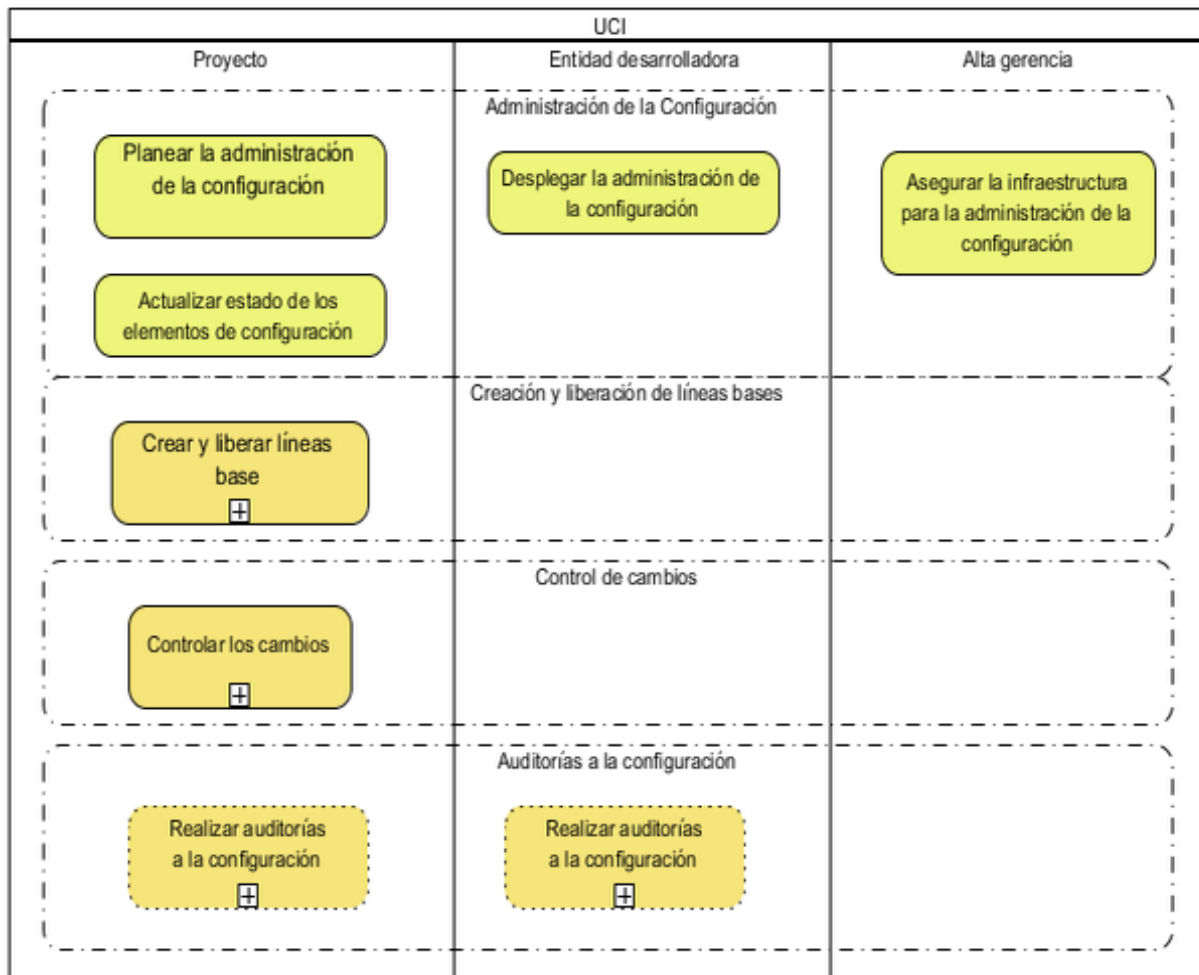 UCI
Proyecto
Entidad desarrolladora
Alta gerencia
Administración de la Configuración
Planear la administración
de la configuración
Desplegar la administración de
la configuración
Asegurar la infraestructura
para la administración de la
configuración
Actualizar estado de los
elementos de configuración
Creación y liberación de líneas bases
Crear y liberar líneas
base
Control de cambios
Controlar los cambios
Auditorías a la configuración
Realizar auditorías
a la configuración
Realizar auditorías
a la configuración